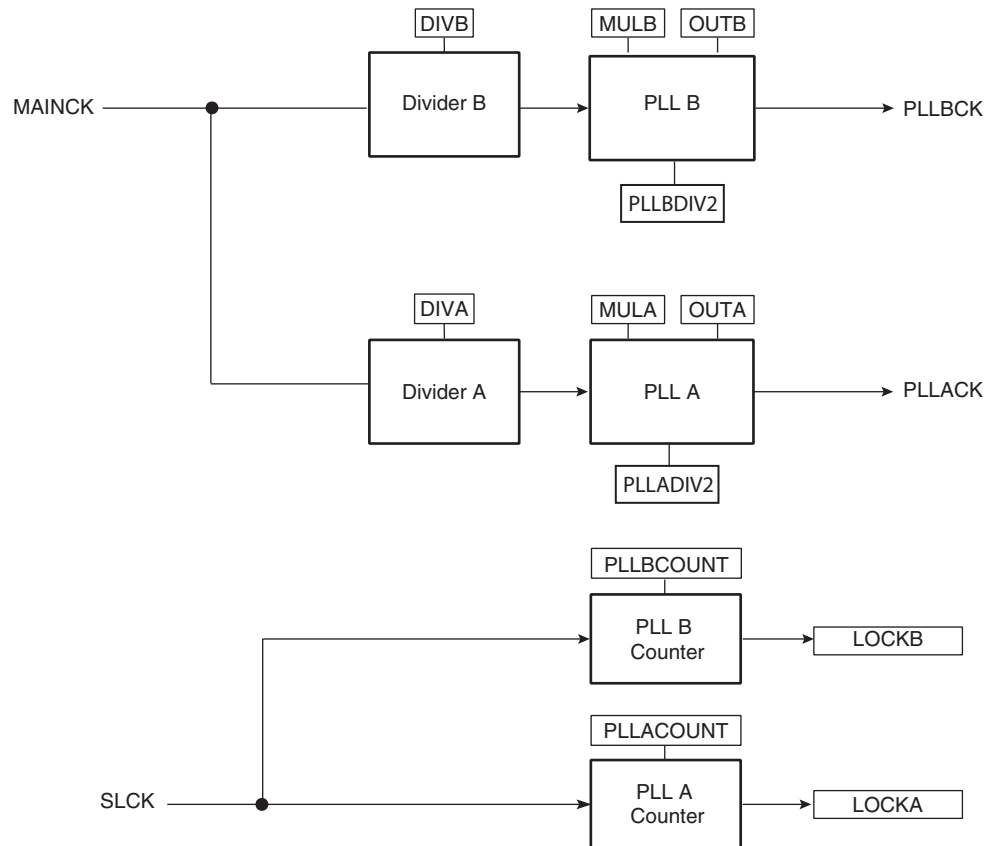 DIVB
MULB OUTB
MAINCK
Divider B
PLL B
PLLBCK
PLLBDIV2
DIVA
MULA OUTA
Divider A
PLL A
PLLACK
PLLADIV2
PLLBCOUNT
PLL B
Counter
LOCKB
PLLACOUNT
SLCK
PLL A
Counter
LOCKA